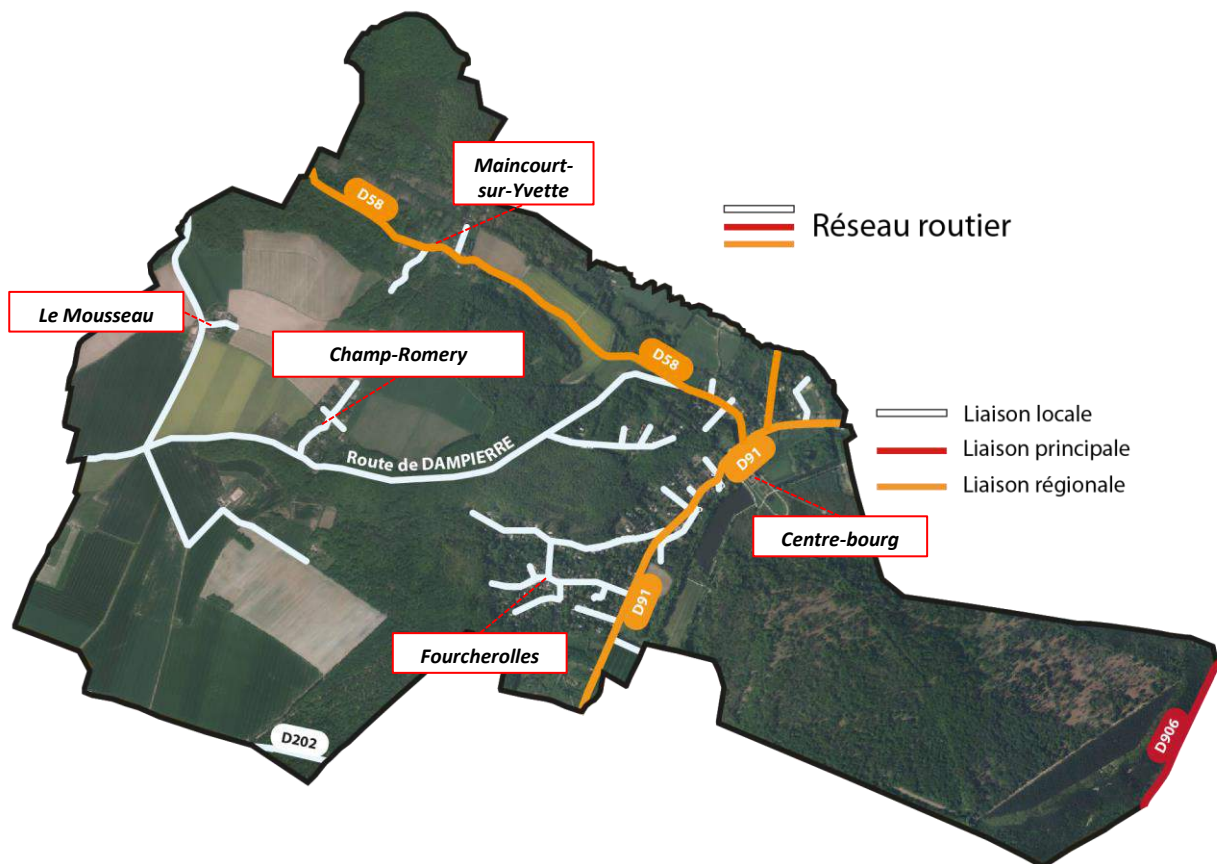 Maincourt-
sur-Yvette
D58
Réseau routier
Le Mousseau
Champ-Romery
D58
Liaison locale
Route de DAMPIERRE
Liaison principale
D91
Liaison régionale
Centre-bourg
D91
Fourcherolles
D202
D906